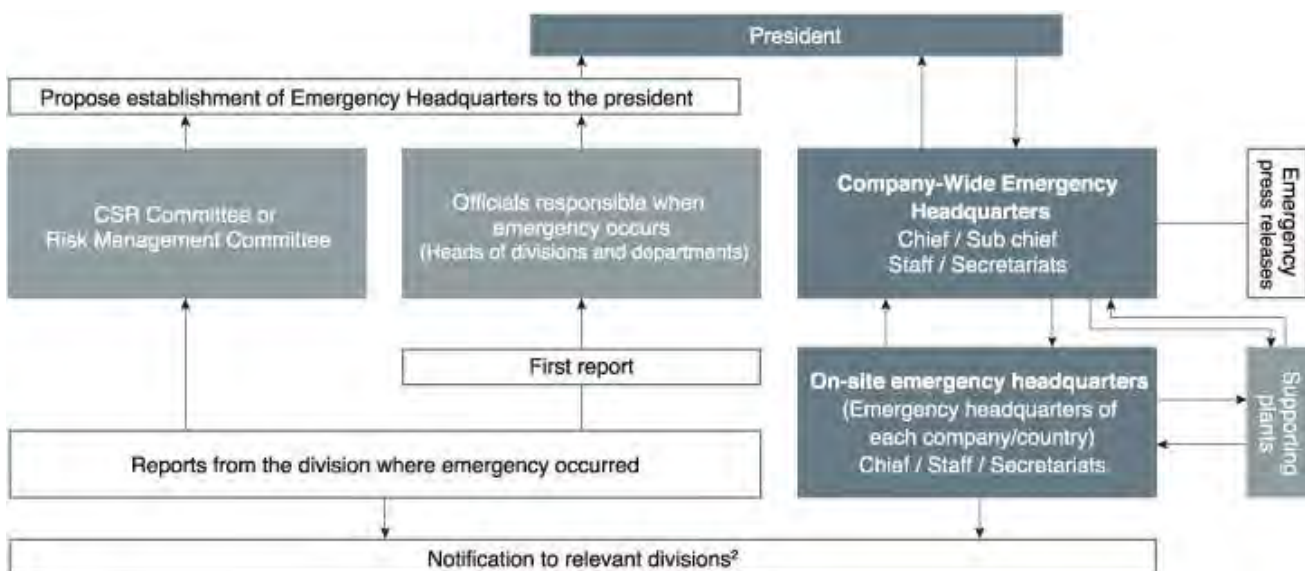 President
Propose establishment of Emergency Headquarters to the president
CSR Committee or
Risk Management Committee
Officials responsible when
emergency occurs
(Heads of divisions and departments)
Company-Wide Emergency
Headquarters
Chief / Sub chief
Staff / Secretariats
Emergency
press releases
First report
On-site emergency headquarters
(Emergency headquarters of
each company/country)
Chief / Staff / Secretariats
Supporting
plants
Reports from the division where emergency occurred
Notification to relevant divisions²